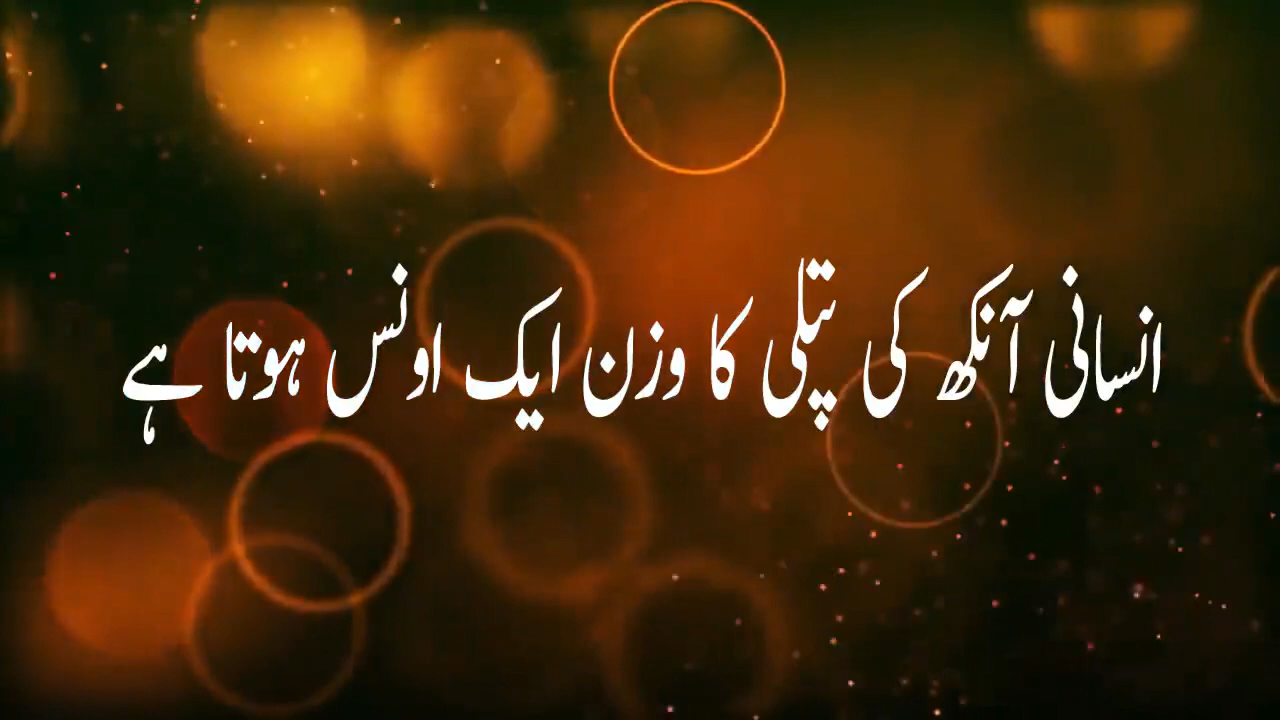 انسانی آنکھ کی پتلی کا وزن ایک اونس ہوتا ہے